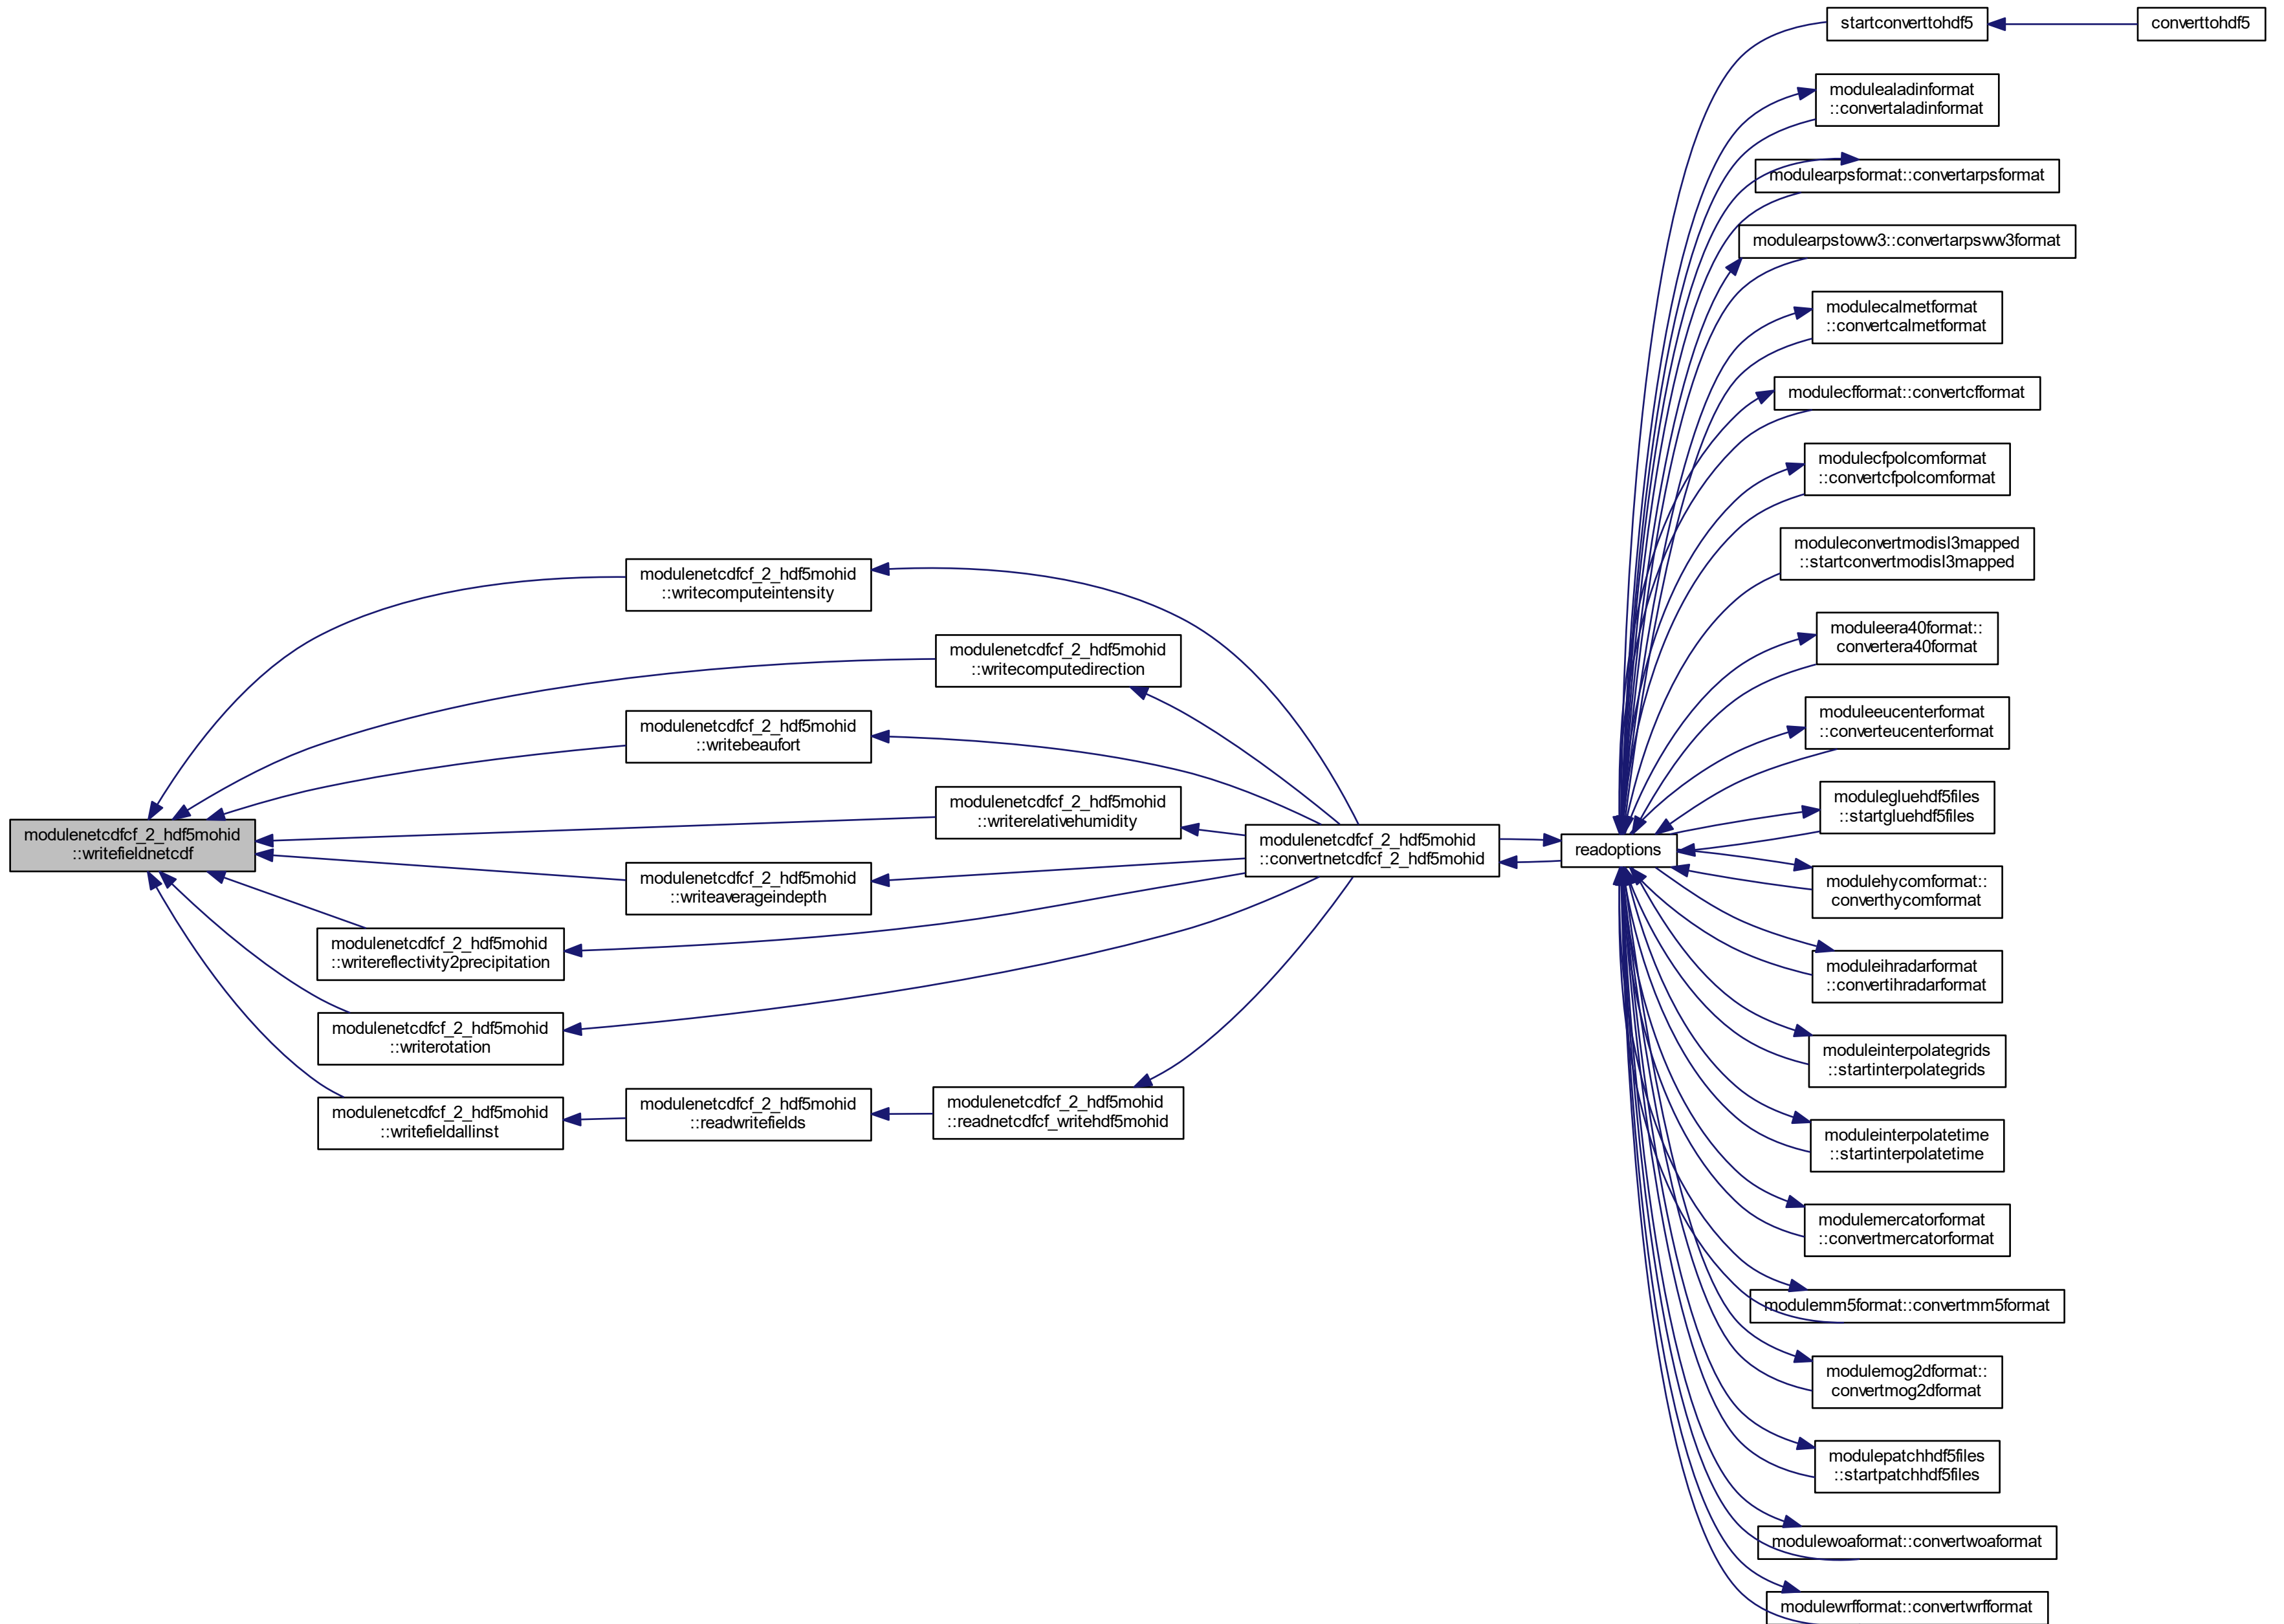 modulenetcdfcf_2_hdf5mohid
::writefieldnetcdf
modulenetcdfcf_2_hdf5mohid
::writecomputeintensity
modulenetcdfcf_2_hdf5mohid
::writecomputedirection
modulenetcdfcf_2_hdf5mohid
::writebeaufort
modulenetcdfcf_2_hdf5mohid
::writerelativehumidity
modulenetcdfcf_2_hdf5mohid
::writeaverageindepth
modulenetcdfcf_2_hdf5mohid
::writereflectivity2precipitation
modulenetcdfcf_2_hdf5mohid
::writerotation
modulenetcdfcf_2_hdf5mohid
::writefieldallinst
modulenetcdfcf_2_hdf5mohid
::readwritefields
modulenetcdfcf_2_hdf5mohid
::readnetcdfcf_writehdf5mohid
modulenetcdfcf_2_hdf5mohid
::convertnetcdfcf_2_hdf5mohid
readoptions
startconverttohdf5
converttohdf5
modulealadinformat
::convertaladinformat
modulearpsformat::convertarpsformat
modulearpstoww3::convertarpsww3format
modulecalmetformat
::convertcalmetformat
modulecfformat::convertcfformat
modulecfpolcomformat
::convertcfpolcomformat
moduleconvertmodisl3mapped
::startconvertmodisl3mapped
moduleera40format::
convertera40format
moduleeucenterformat
::converteucenterformat
modulegluehdf5files
::startgluehdf5files
modulehycomformat::
converthycomformat
moduleihradarformat
::convertihradarformat
moduleinterpolategrids
::startinterpolategrids
moduleinterpolatetime
::startinterpolatetime
modulemercatorformat
::convertmercatorformat
modulemm5format::convertmm5format
modulemog2dformat::
convertmog2dformat
modulepatchhdf5files
::startpatchhdf5files
modulewoaformat::convertwoaformat
modulewrfformat::convertwrfformat